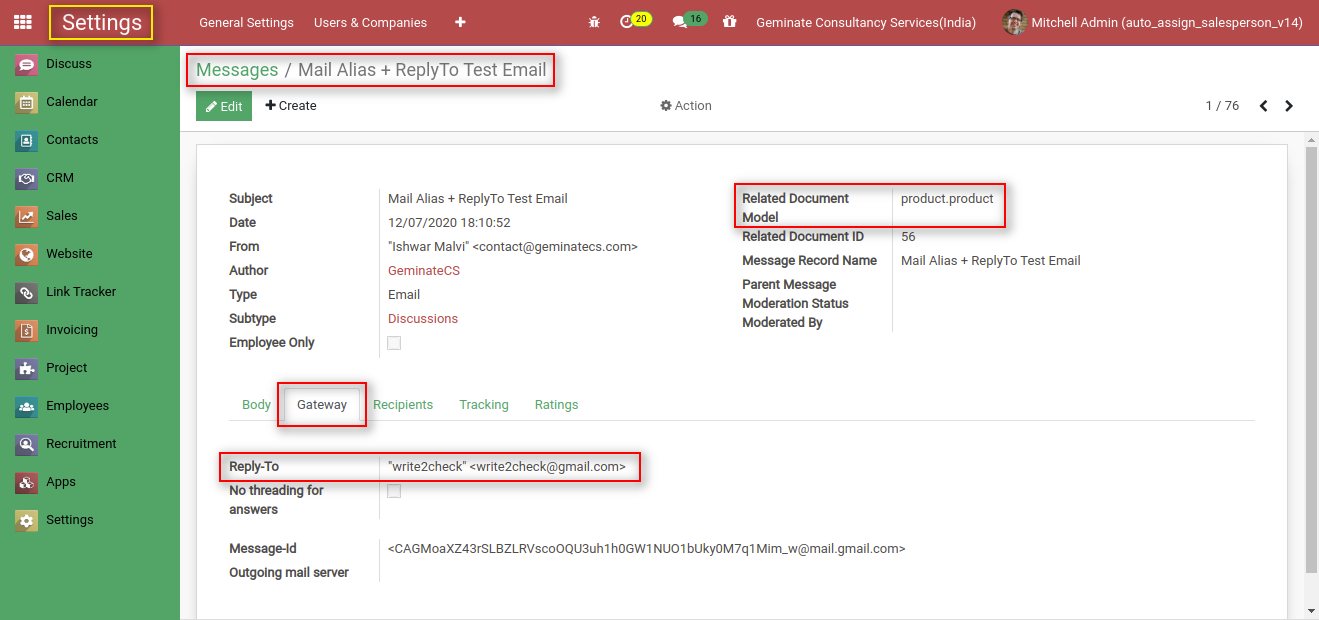 Settings
General Settings
Users & Companies
20
16
Geminate Consultancy Services(India)
Mitchell Admin (auto_assign_salesperson_v14)
Discuss
Calendar
Contacts
CRM
Sales
Website
Link Tracker
Invoicing
Project
Employees
Recruitment
Apps
Settings
Messages / Mail Alias + ReplyTo Test Email
Edit
Create
Action
1 / 76
Subject Mail Alias + ReplyTo Test Email
Date 12/07/2020 18:10:52
From "Ishwar Malvi" <contact@geminatecs.com>
Author GeminateCS
Type Email
Subtype Discussions
Employee Only
Related Document product.product
Model
Related Document ID 56
Message Record Name Mail Alias + ReplyTo Test Email
Parent Message
Moderation Status
Moderated By
Body Gateway Recipients Tracking Ratings
Reply-To "write2check" <write2check@gmail.com>
No threading for
answers
Message-Id <CAGMoaXZ43rSLBZLRVscoOQU3uh1h0GW1NUO1bUky0M7q1Mim_w@mail.gmail.com>
Outgoing mail server